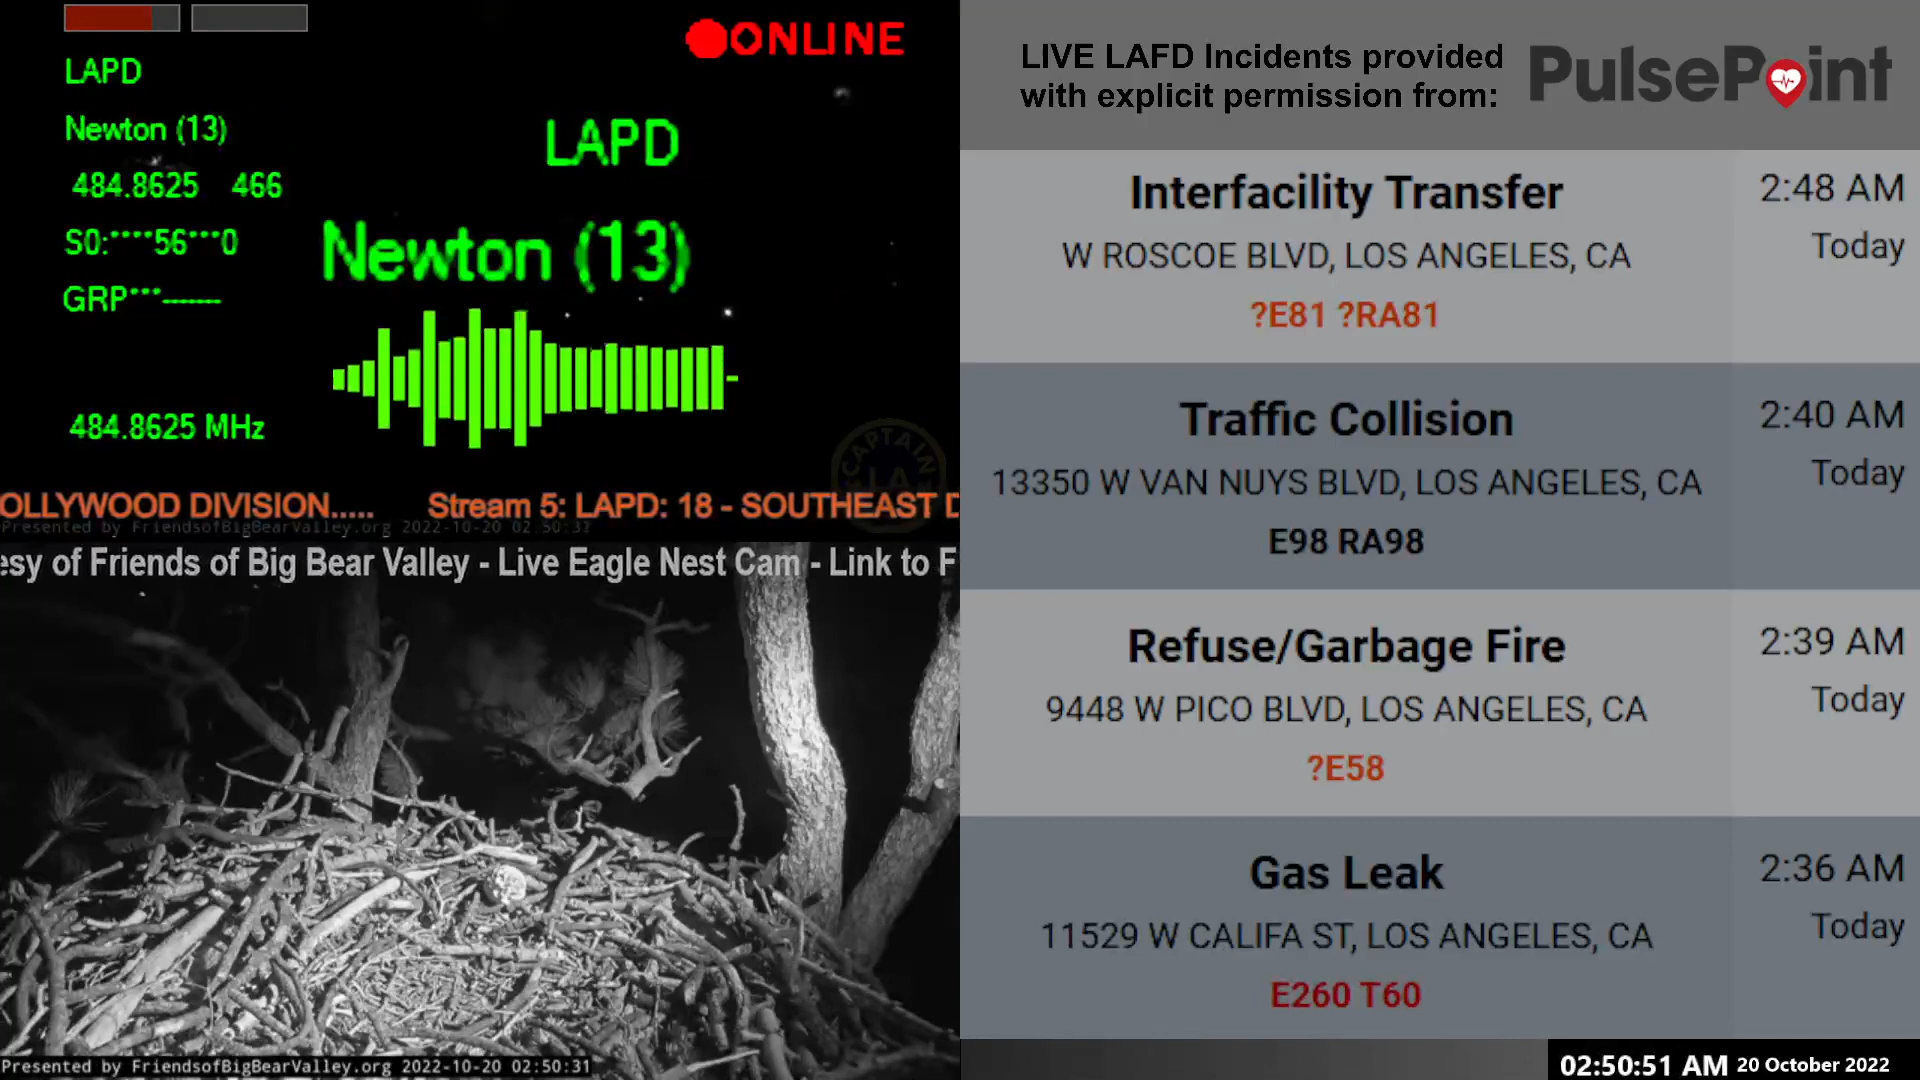 LAPD
Newton (13)
484.8625 466
S0:****56***0
GRP***-------
484.8625 MHz
ONLINE
LAPD
Newton (13)
CAPTAIN
LA
OLLYWOOD DIVISION..... Stream 5: LAPD: 18 - SOUTHEAST D
Presented by FriendsofBigBearValley.org 2022-10-20 02:50:31
esy of Friends of Big Bear Valley - Live Eagle Nest Cam - Link to F
Presented by FriendsofBigBearValley.org 2022-10-20 02:50:31
LIVE LAFD Incidents provided
with explicit permission from:
PulsePoint
Interfacility Transfer
2:48 AM
W ROSCOE BLVD, LOS ANGELES, CA
Today
?E81 ?RA81
Traffic Collision
2:40 AM
13350 W VAN NUYS BLVD, LOS ANGELES, CA
Today
E98 RA98
Refuse/Garbage Fire
2:39 AM
9448 W PICO BLVD, LOS ANGELES, CA
Today
?E58
Gas Leak
2:36 AM
11529 W CALIFA ST, LOS ANGELES, CA
Today
E260 T60
02:50:51 AM 20 October 2022